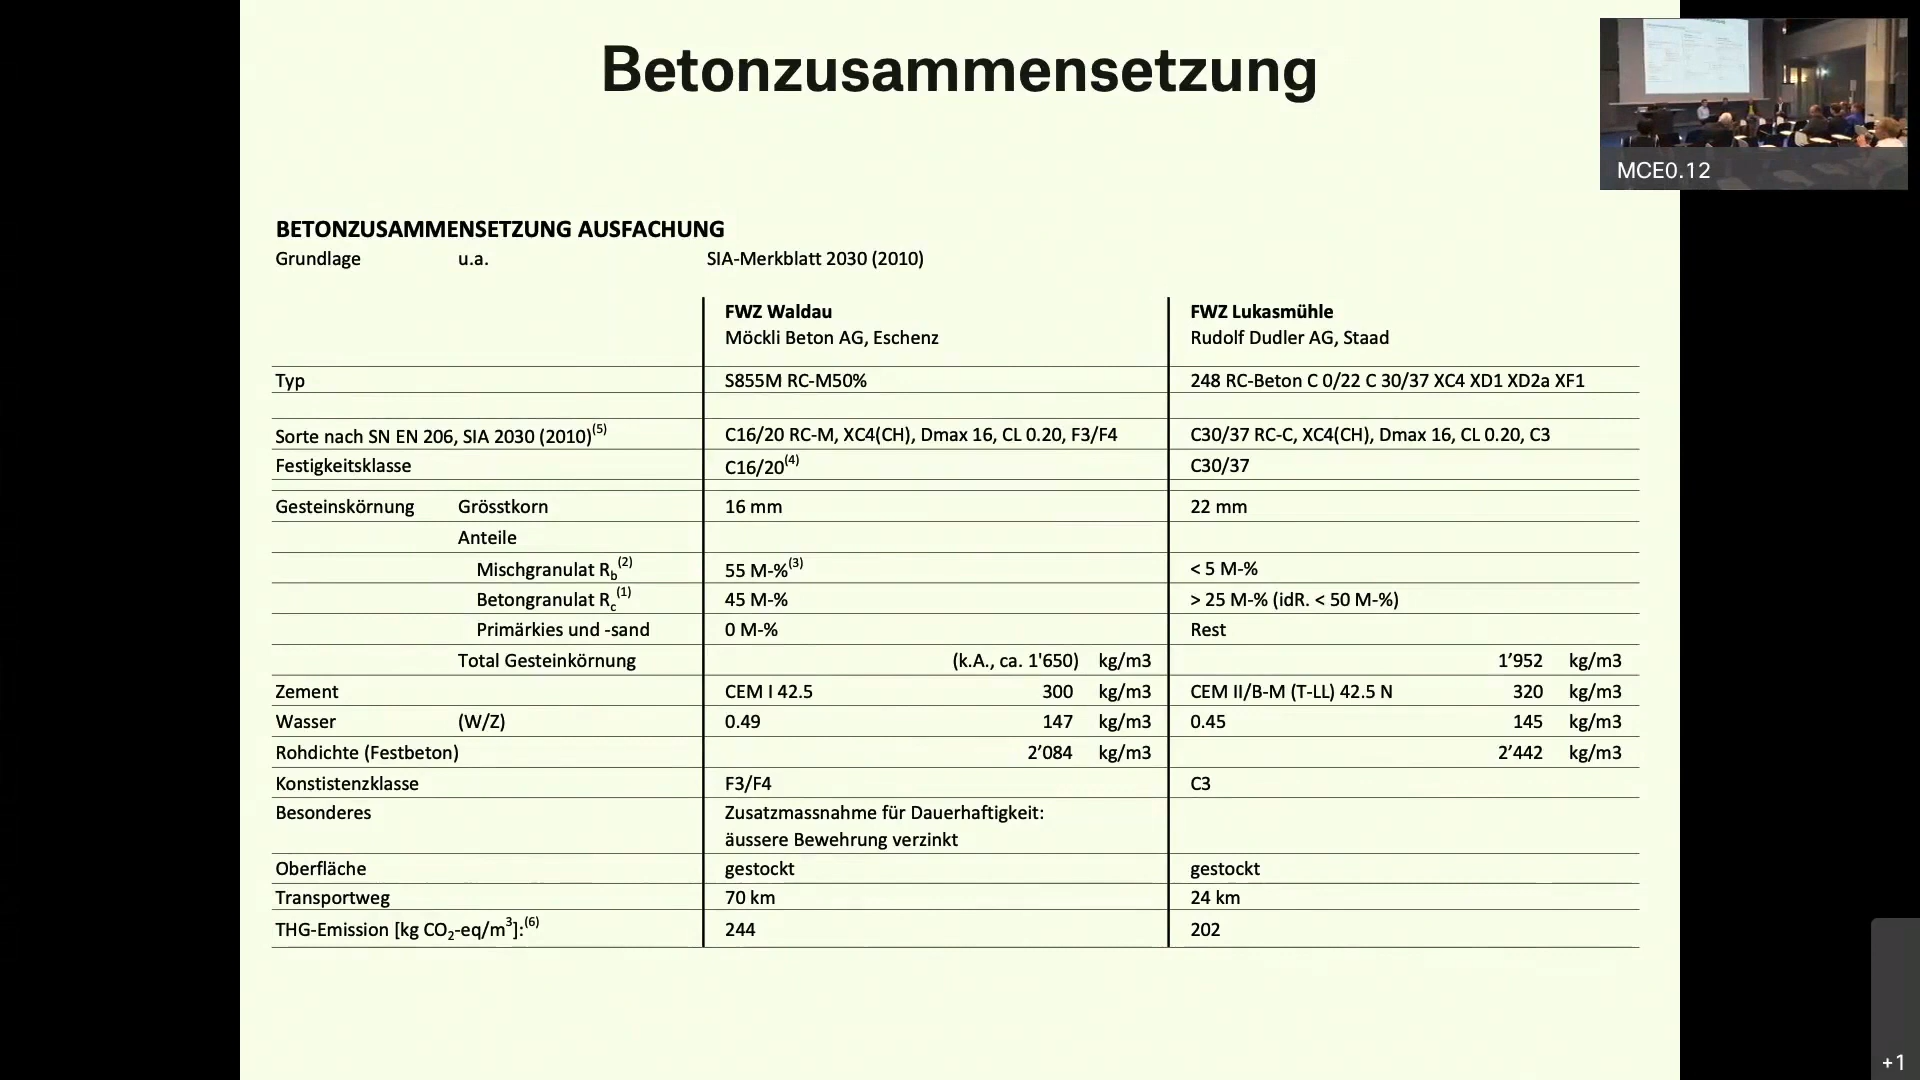 Betonzusammensetzung
MCE0.12
BETONZUSAMMENSETZUNG AUSFACHUNG
Grundlage u.a. SIA-Merkblatt 2030 (2010)
FWZ Waldau FWZ Lukasmühle
Möckli Beton AG, Eschenz Rudolf Dudler AG, Staad
Typ S855M RC-M50% 248 RC-Beton C 0/22 C 30/37 XC4 XD1 XD2a XF1
Sorte nach SN EN 206, SIA 2030 (2010)(5) C16/20 RC-M, XC4(CH), Dmax 16, CL 0.20, F3/F4 C30/37 RC-C, XC4(CH), Dmax 16, CL 0.20, C3
Festigkeitsklasse C16/20(4) C30/37
Gesteinskörnung Grösstkorn 16 mm 22 mm
Anteile
Mischgranulat Rb(2) 55 M-%(3) < 5 M-%
Betongranulat Rc(1) 45 M-% > 25 M-% (idR. < 50 M-%)
Primärkies und -sand 0 M-% Rest
Total Gesteinkörnung (k.A., ca. 1'650) kg/m3 1’952 kg/m3
Zement CEM I 42.5 300 kg/m3 CEM II/B-M (T-LL) 42.5 N 320 kg/m3
Wasser (W/Z) 0.49 147 kg/m3 0.45 145 kg/m3
Rohdichte (Festbeton) 2’084 kg/m3 2’442 kg/m3
Konstistenzklasse F3/F4 C3
Besonderes Zusatzmassnahme für Dauerhaftigkeit:
äussere Bewehrung verzinkt
Oberfläche gestockt gestockt
Transportweg 70 km 24 km
THG-Emission [kg CO2-eq/m3]:(6) 244 202
+1